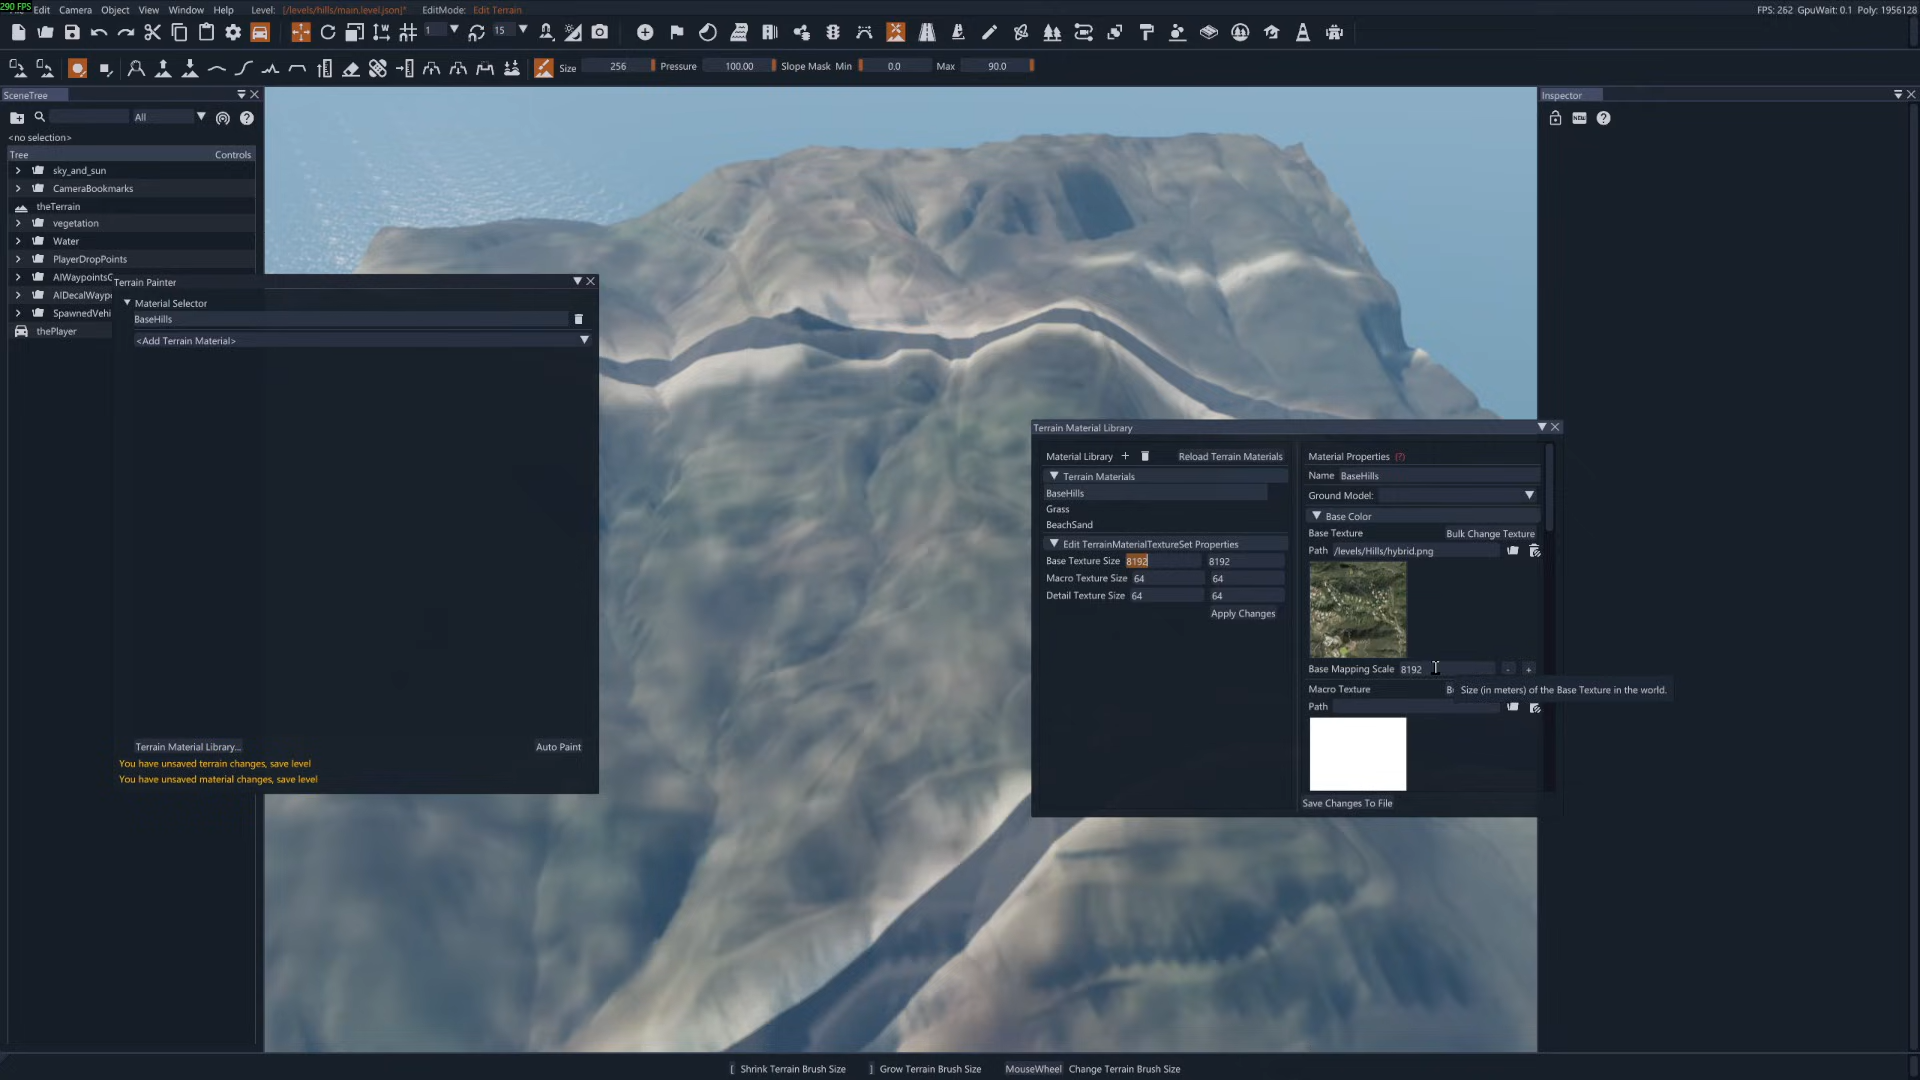 290 FPS
Edit Camera Object View Window Help Level: [/levels/hills/main.level.json]* EditMode: Edit Terrain FPS: 262 GpuWait: 0.1 Poly: 1956128
1 15
Size 256 Pressure 100.00 Slope Mask Min 0.0 Max 90.0
SceneTree
Inspector
All
<no selection>
Tree Controls
sky_and_sun
CameraBookmarks
theTerrain
vegetation
Water
PlayerDropPoints
AIWaypointsG
AIDecalWaypo
SpawnedVehi
thePlayer
Terrain Painter
Material Selector
BaseHills
<Add Terrain Material>
Terrain Material Library... Auto Paint
You have unsaved terrain changes, save level
You have unsaved material changes, save level
Terrain Material Library
Material Library + Reload Terrain Materials
Terrain Materials
BaseHills
Grass
BeachSand
Edit TerrainMaterialTextureSet Properties
Base Texture Size 8192 8192
Macro Texture Size 64 64
Detail Texture Size 64 64
Apply Changes
Material Properties (?)
Name BaseHills
Ground Model:
Base Color
Base Texture Bulk Change Texture
Path /levels/Hills/hybrid.png
Base Mapping Scale 8192 - +
Macro Texture B
Size (in meters) of the Base Texture in the world.
Path
Save Changes To File
[ Shrink Terrain Brush Size ] Grow Terrain Brush Size MouseWheel Change Terrain Brush Size